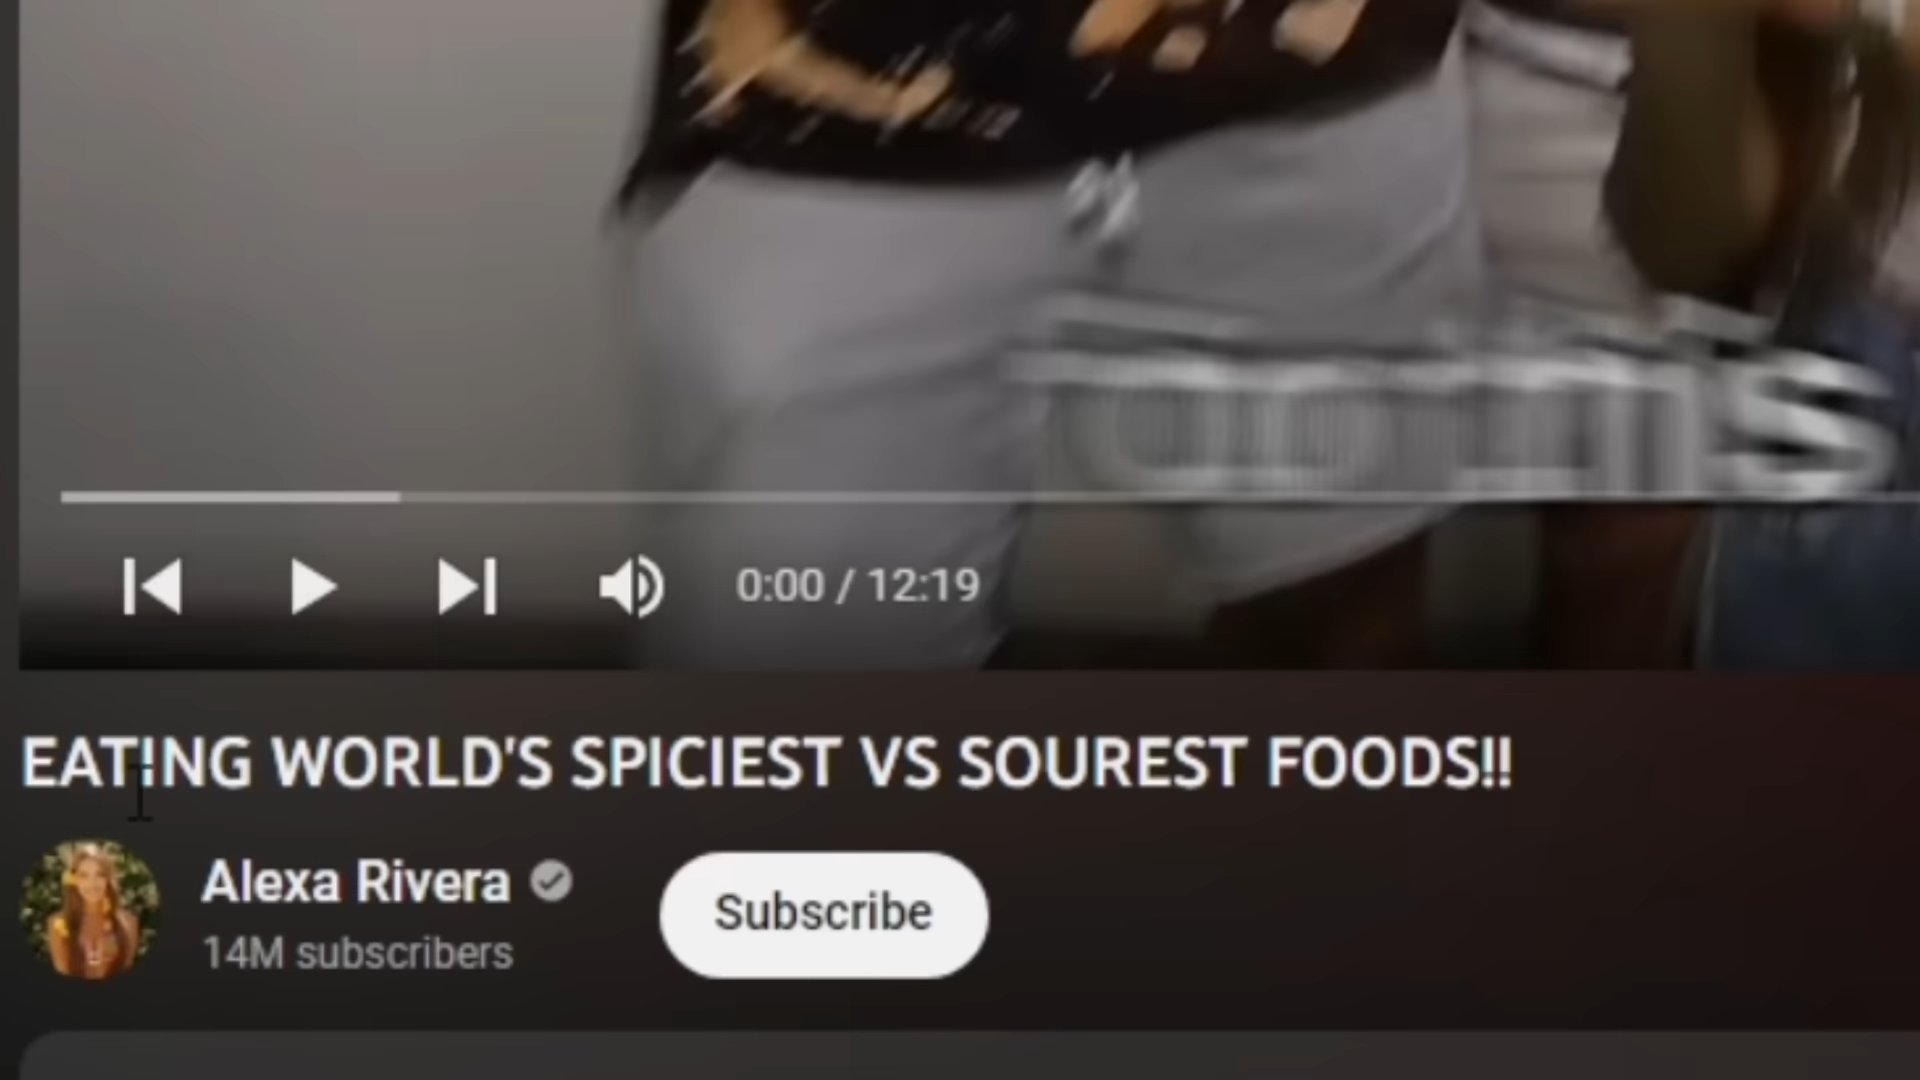 0:00 / 12:19
EATING WORLD'S SPICIEST VS SOUREST FOODS!!
Alexa Rivera
14M subscribers
Subscribe